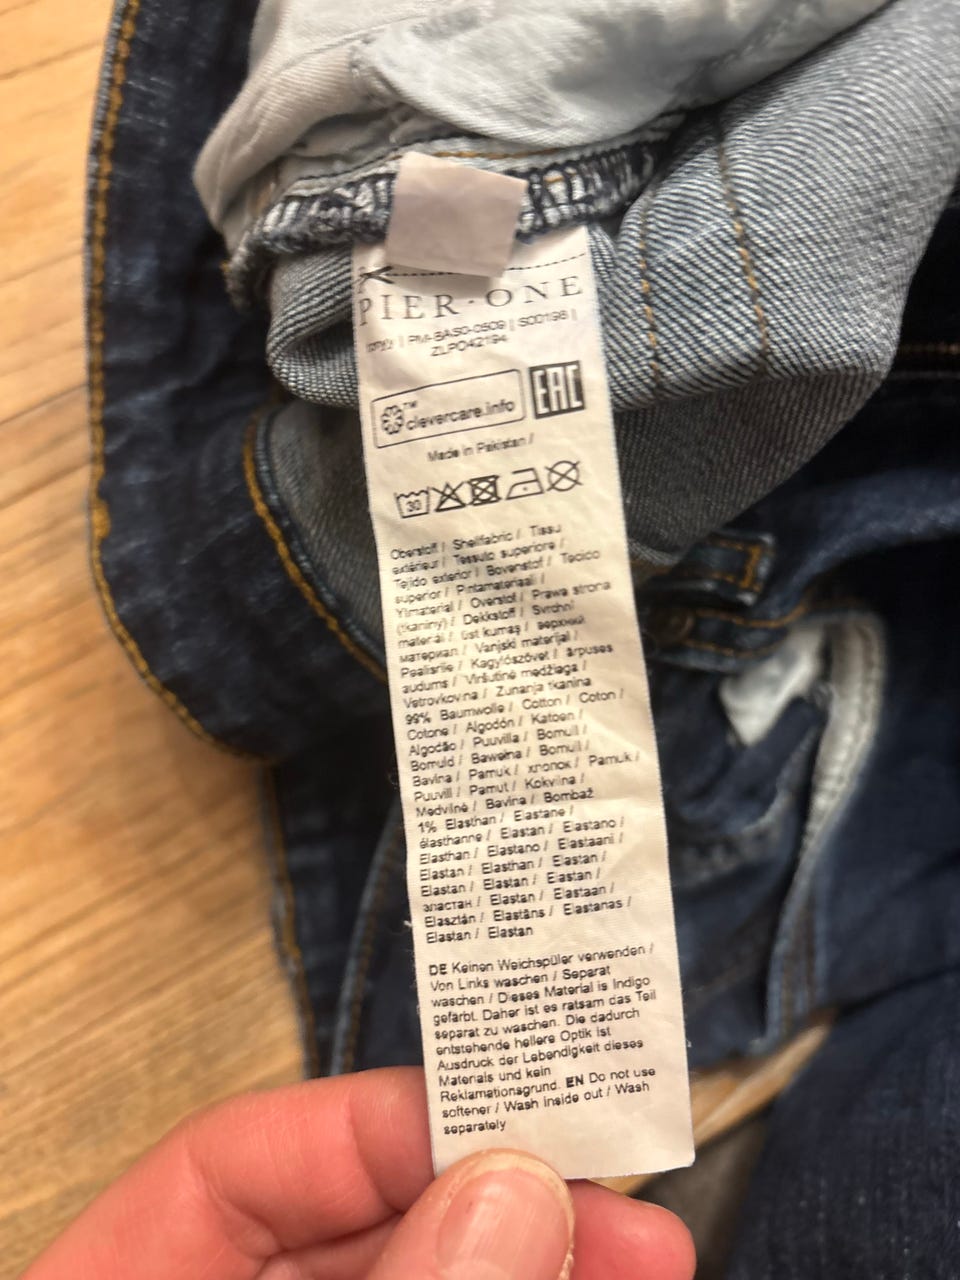 PIER·ONE
| PM-BAS0-0509 | S00198 |
ZLPO42194
TM
clevercare.info
EAC
Made in Pakistan /
30
Oberstoff / Shellfabric / Tissu
extérieur / Tessuto superiore /
Tejido exterior / Bovenstof / Tecido
superior / Pintamateriaali /
Ylmaterial / Overstof / Prawa strona
(tkaniny) / Dekkstoff / Svrchní
materiál / üst kumaş / верхний
материал / Vanjski materijal /
Pealisriie / Kagylószövet / ārpuses
audums / Viršutinė medžiaga /
Vetrovkovina / Zunanja tkanina
99% Baumwolle / Cotton / Coton /
Cotone / Algodón / Katoen /
Algodão / Puuvilla / Bomull /
Bomuld / Bawełna / Bomull /
Bavlna / Pamuk / хлопок / Pamuk /
Puuvill / Pamut / Kokvilna /
Medvilnė / Bavlna / Bombaž
1% Elasthan / Elastane /
élasthanne / Elastan / Elastano /
Elasthan / Elastano / Elastaani /
Elastan / Elasthan / Elastan /
Elastan / Elastan / Elastan /
эластан / Elastan / Elastaan /
Elasztán / Elastāns / Elastanas /
Elastan / Elastan
DE Keinen Weichspüler verwenden /
Von Links waschen / Separat
waschen / Dieses Material is Indigo
gefärbt. Daher ist es ratsam das Teil
separat zu waschen. Die dadurch
entstehende hellere Optik ist
Ausdruck der Lebendigkeit dieses
Materials und kein
Reklamationsgrund. EN Do not use
softener / Wash inside out / Wash
separately